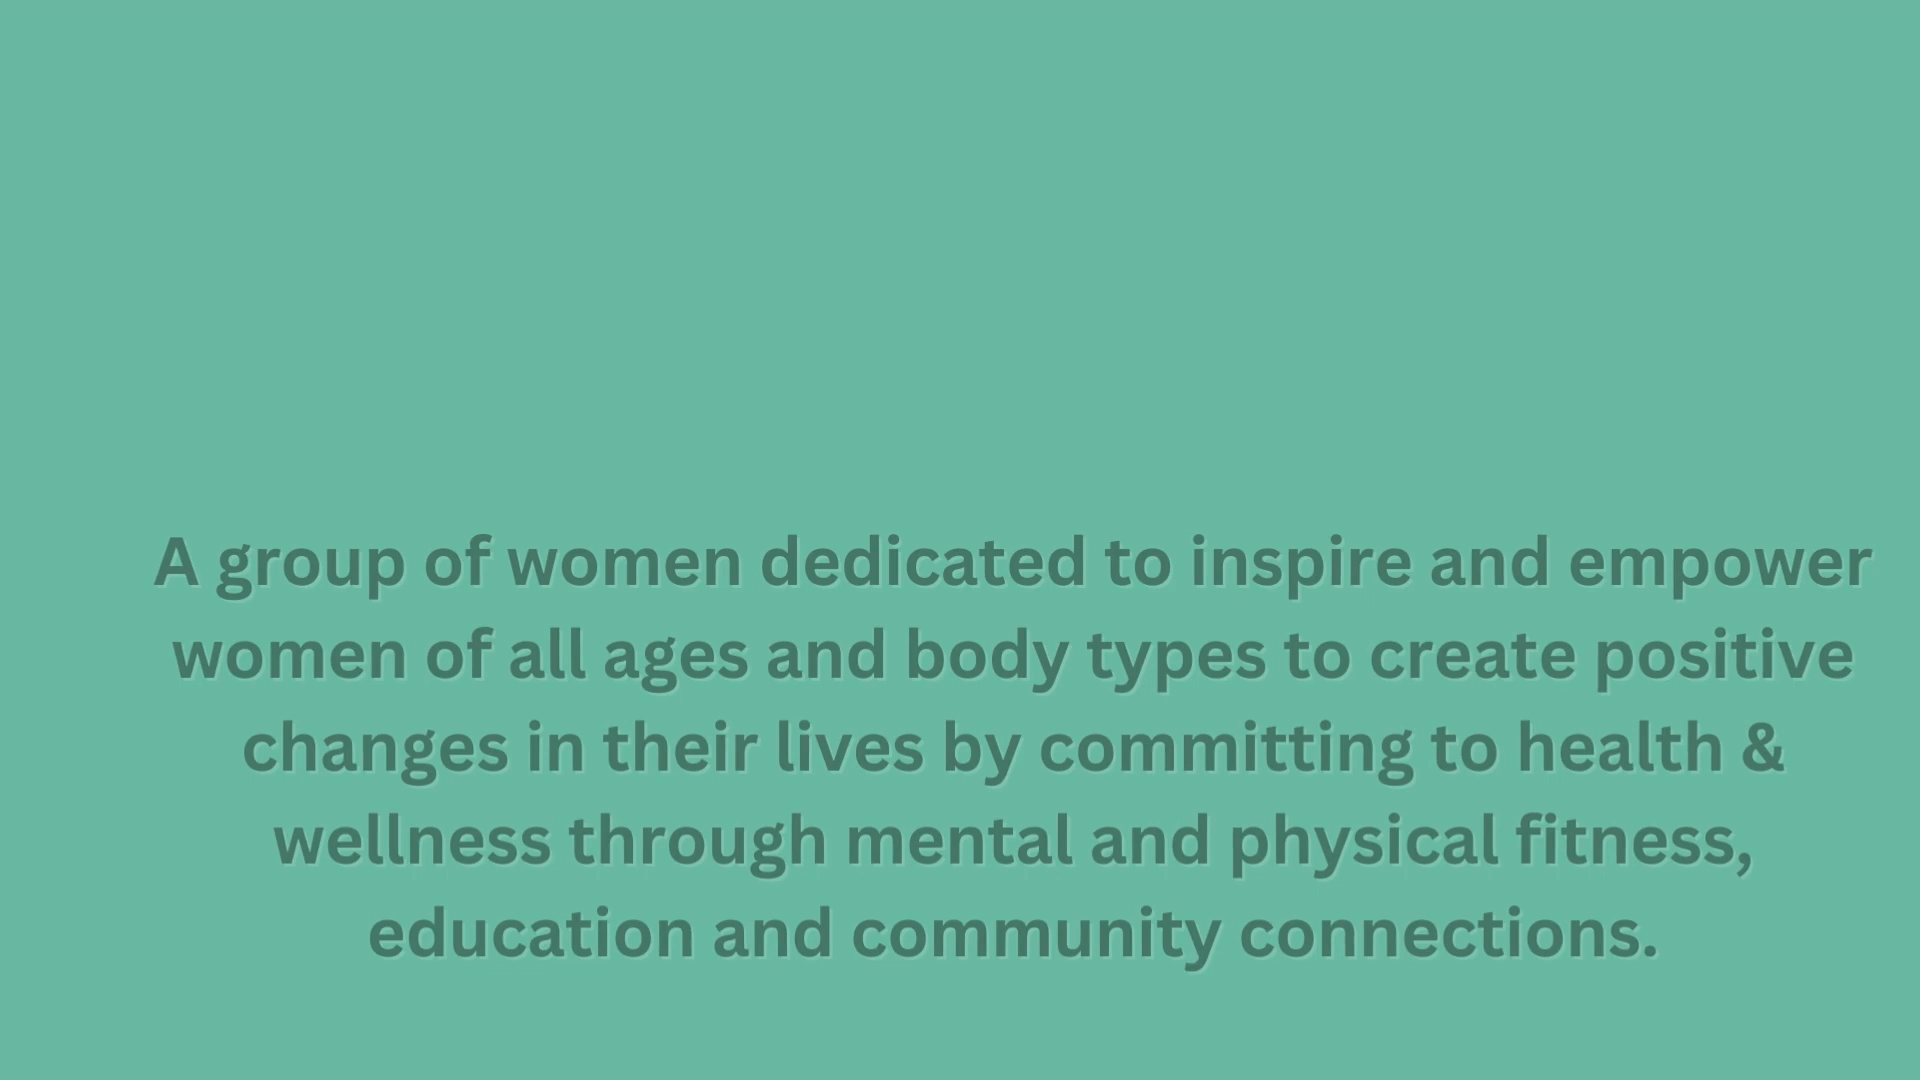 A group of women dedicated to inspire and empower
women of all ages and body types to create positive
changes in their lives by committing to health &
wellness through mental and physical fitness,
education and community connections.